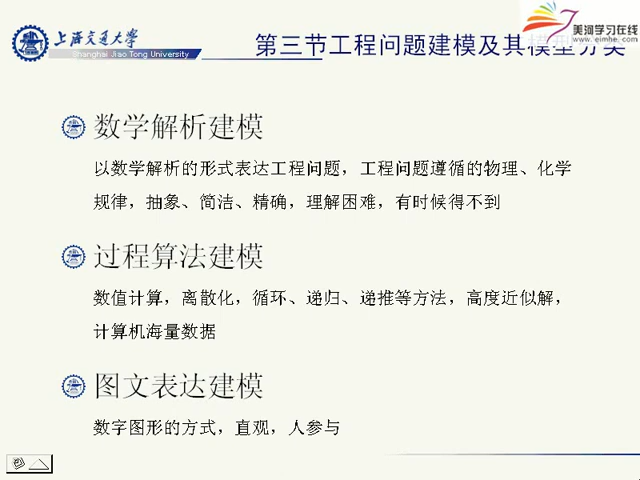 上海交通大学
Shanghai Jiao Tong University
第三节工程问题建模及其模型分类
美河学习在线
www.eimhe.com
数学解析建模
以数学解析的形式表达工程问题，工程问题遵循的物理、化学
规律，抽象、简洁、精确，理解困难，有时候得不到
过程算法建模
数值计算，离散化，循环、递归、递推等方法，高度近似解，
计算机海量数据
图文表达建模
数字图形的方式，直观，人参与